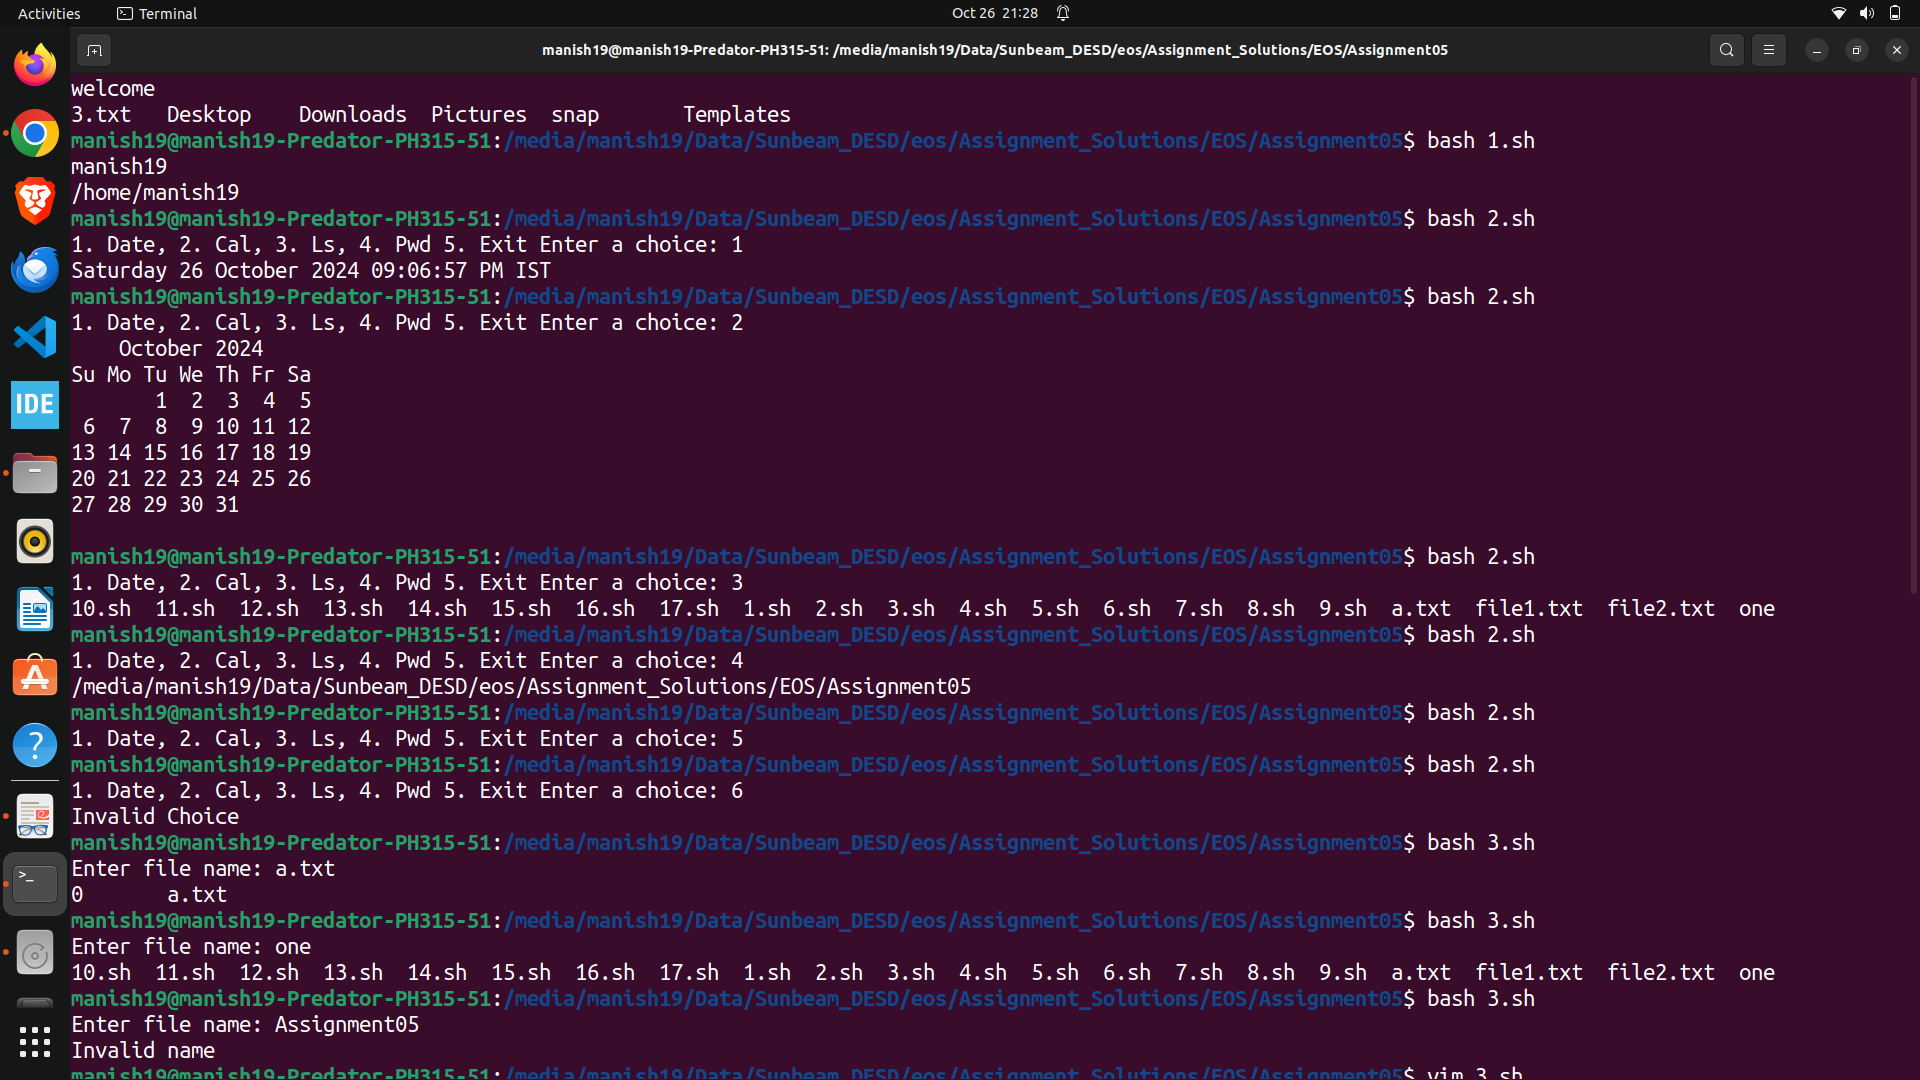 Activities Terminal Oct 26 21:28
manish19@manish19-Predator-PH315-51: /media/manish19/Data/Sunbeam_DESD/eos/Assignment_Solutions/EOS/Assignment05
welcome
3.txt   Desktop    Downloads  Pictures  snap       Templates
manish19@manish19-Predator-PH315-51:/media/manish19/Data/Sunbeam_DESD/eos/Assignment_Solutions/EOS/Assignment05$ bash 1.sh
manish19
/home/manish19
manish19@manish19-Predator-PH315-51:/media/manish19/Data/Sunbeam_DESD/eos/Assignment_Solutions/EOS/Assignment05$ bash 2.sh
1. Date, 2. Cal, 3. Ls, 4. Pwd 5. Exit Enter a choice: 1
Saturday 26 October 2024 09:06:57 PM IST
manish19@manish19-Predator-PH315-51:/media/manish19/Data/Sunbeam_DESD/eos/Assignment_Solutions/EOS/Assignment05$ bash 2.sh
1. Date, 2. Cal, 3. Ls, 4. Pwd 5. Exit Enter a choice: 2
    October 2024
Su Mo Tu We Th Fr Sa
       1  2  3  4  5
 6  7  8  9 10 11 12
13 14 15 16 17 18 19
20 21 22 23 24 25 26
27 28 29 30 31
manish19@manish19-Predator-PH315-51:/media/manish19/Data/Sunbeam_DESD/eos/Assignment_Solutions/EOS/Assignment05$ bash 2.sh
1. Date, 2. Cal, 3. Ls, 4. Pwd 5. Exit Enter a choice: 3
10.sh  11.sh  12.sh  13.sh  14.sh  15.sh  16.sh  17.sh  1.sh  2.sh  3.sh  4.sh  5.sh  6.sh  7.sh  8.sh  9.sh  a.txt  file1.txt  file2.txt  one
manish19@manish19-Predator-PH315-51:/media/manish19/Data/Sunbeam_DESD/eos/Assignment_Solutions/EOS/Assignment05$ bash 2.sh
1. Date, 2. Cal, 3. Ls, 4. Pwd 5. Exit Enter a choice: 4
/media/manish19/Data/Sunbeam_DESD/eos/Assignment_Solutions/EOS/Assignment05
manish19@manish19-Predator-PH315-51:/media/manish19/Data/Sunbeam_DESD/eos/Assignment_Solutions/EOS/Assignment05$ bash 2.sh
1. Date, 2. Cal, 3. Ls, 4. Pwd 5. Exit Enter a choice: 5
manish19@manish19-Predator-PH315-51:/media/manish19/Data/Sunbeam_DESD/eos/Assignment_Solutions/EOS/Assignment05$ bash 2.sh
1. Date, 2. Cal, 3. Ls, 4. Pwd 5. Exit Enter a choice: 6
Invalid Choice
manish19@manish19-Predator-PH315-51:/media/manish19/Data/Sunbeam_DESD/eos/Assignment_Solutions/EOS/Assignment05$ bash 3.sh
Enter file name: a.txt
0       a.txt
manish19@manish19-Predator-PH315-51:/media/manish19/Data/Sunbeam_DESD/eos/Assignment_Solutions/EOS/Assignment05$ bash 3.sh
Enter file name: one
10.sh  11.sh  12.sh  13.sh  14.sh  15.sh  16.sh  17.sh  1.sh  2.sh  3.sh  4.sh  5.sh  6.sh  7.sh  8.sh  9.sh  a.txt  file1.txt  file2.txt  one
manish19@manish19-Predator-PH315-51:/media/manish19/Data/Sunbeam_DESD/eos/Assignment_Solutions/EOS/Assignment05$ bash 3.sh
Enter file name: Assignment05
Invalid name
manish19@manish19-Predator-PH315-51:/media/manish19/Data/Sunbeam_DESD/eos/Assignment_Solutions/EOS/Assignment05$ vim 3.sh
IDE